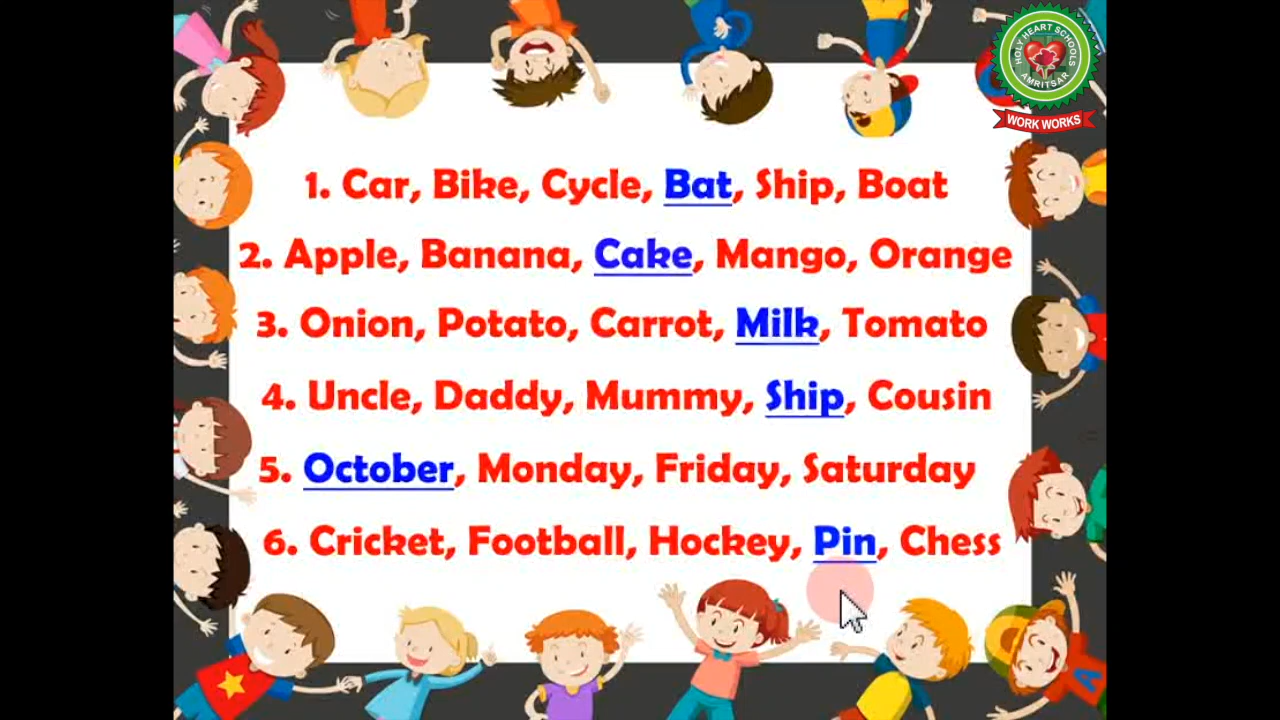 HOLY HEART SCHOOLS
AMRITSAR
WORK WORKS
1. Car, Bike, Cycle, Bat, Ship, Boat
2. Apple, Banana, Cake, Mango, Orange
3. Onion, Potato, Carrot, Milk, Tomato
4. Uncle, Daddy, Mummy, Ship, Cousin
5. October, Monday, Friday, Saturday
6. Cricket, Football, Hockey, Pin, Chess
A